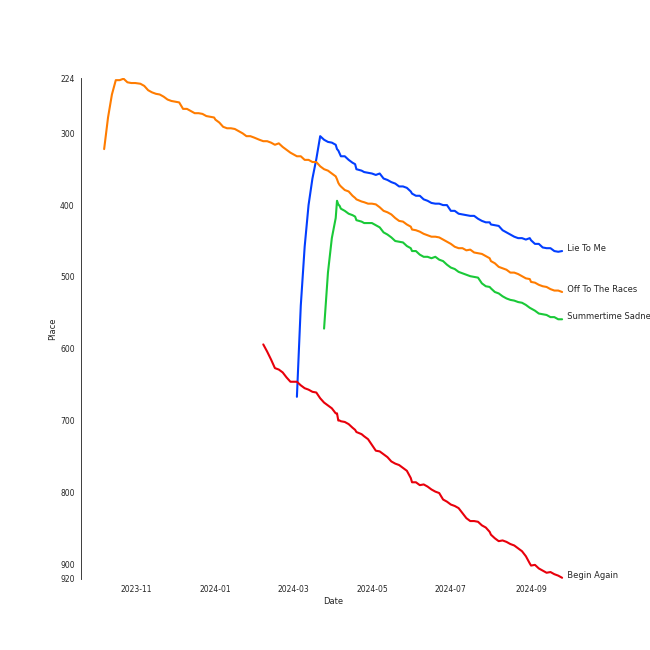 224
300
400
500
600
700
800
900
920
Place
2023-11
2024-01
2024-03
2024-05
2024-07
2024-09
Date
Lie To Me
Off To The Races
Summertime Sadne
Begin Again